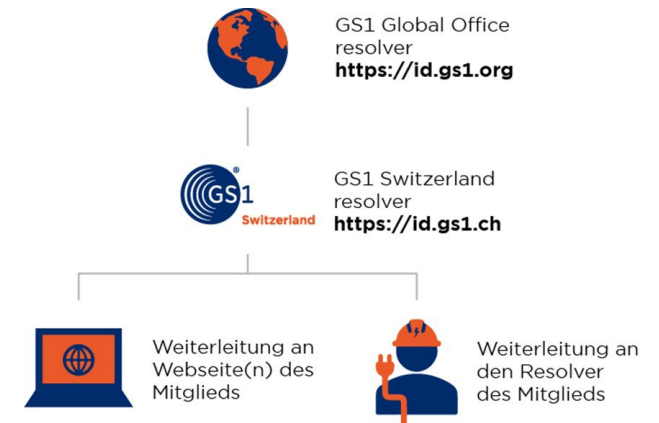 GS1 Global Office
resolver
https://id.gs1.org
GS1
®
Switzerland
GS1 Switzerland
resolver
https://id.gs1.ch
Weiterleitung an
Webseite(n) des
Mitglieds
Weiterleitung an
den Resolver
des Mitglieds